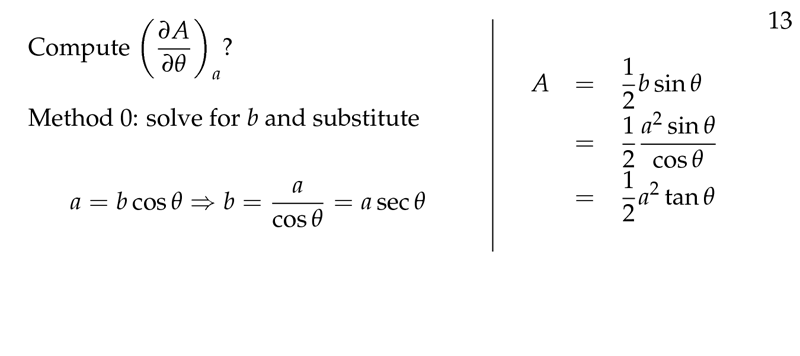 13
Compute (∂A/∂θ)_a?
Method 0: solve for b and substitute
a = b cos θ ⇒ b = a/cos θ = a sec θ
A = 1/2 b sin θ
= 1/2 a² sin θ/cos θ
= 1/2 a² tan θ